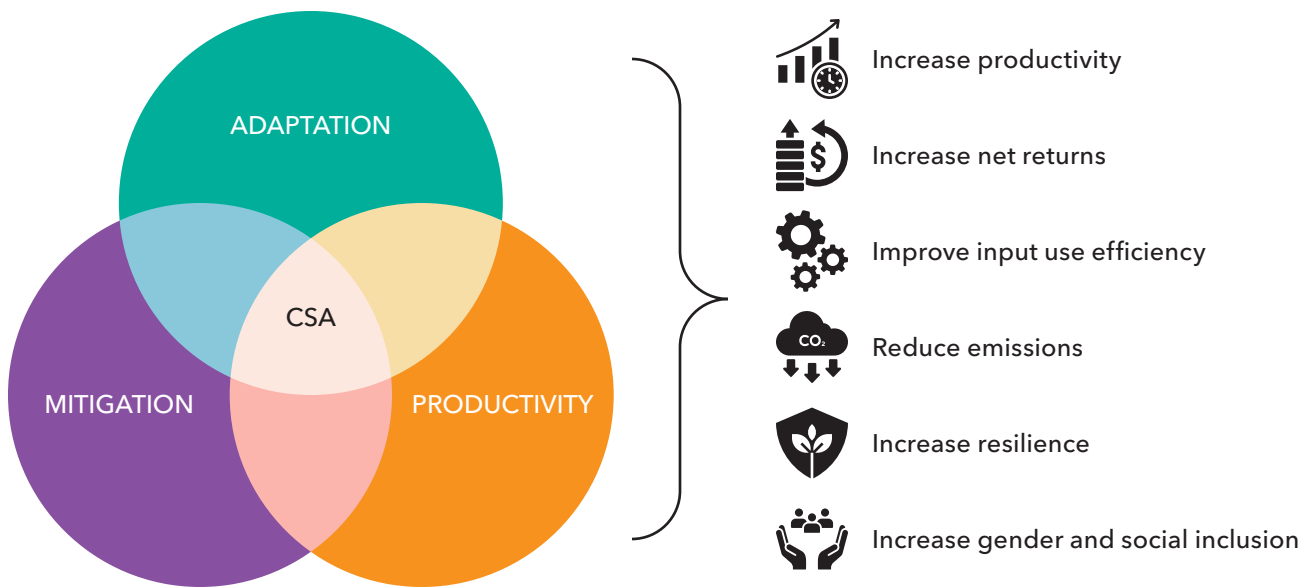 ADAPTATION
CSA
MITIGATION
PRODUCTIVITY
Increase productivity
$
Increase net returns
Improve input use efficiency
CO₂
Reduce emissions
Increase resilience
Increase gender and social inclusion